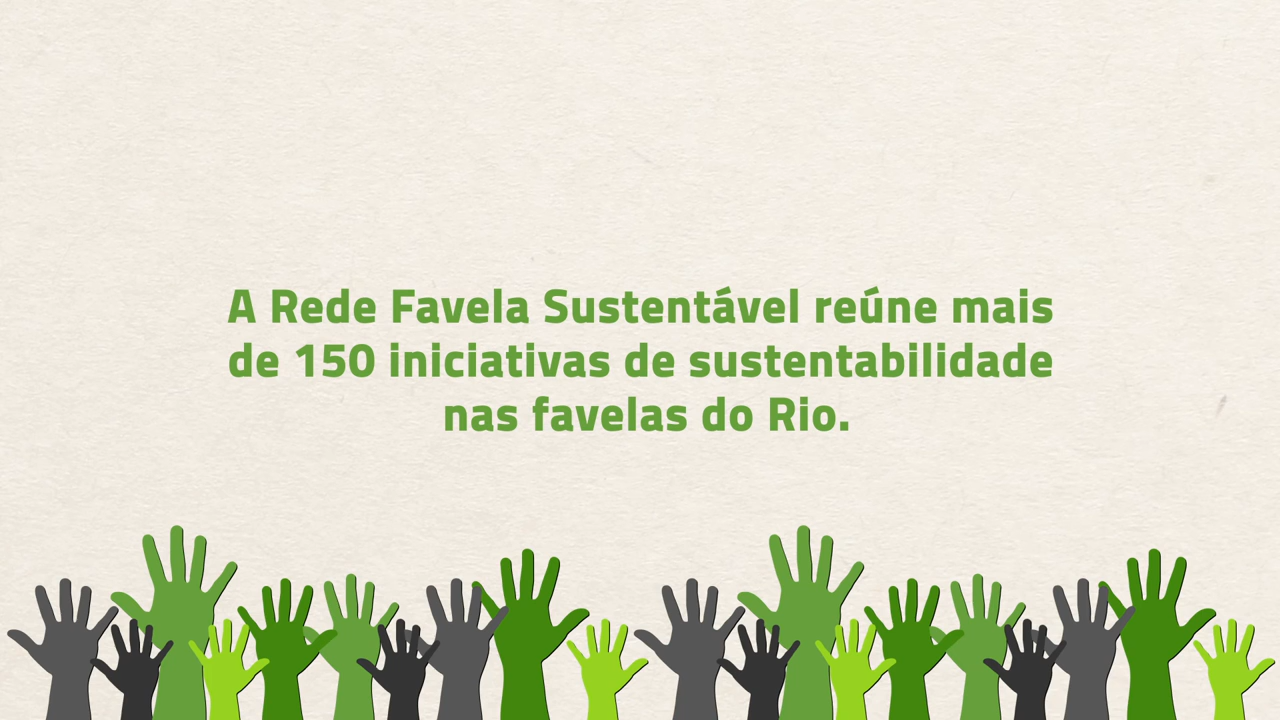 A Rede Favela Sustentável reúne mais
de 150 iniciativas de sustentabilidade
nas favelas do Rio.